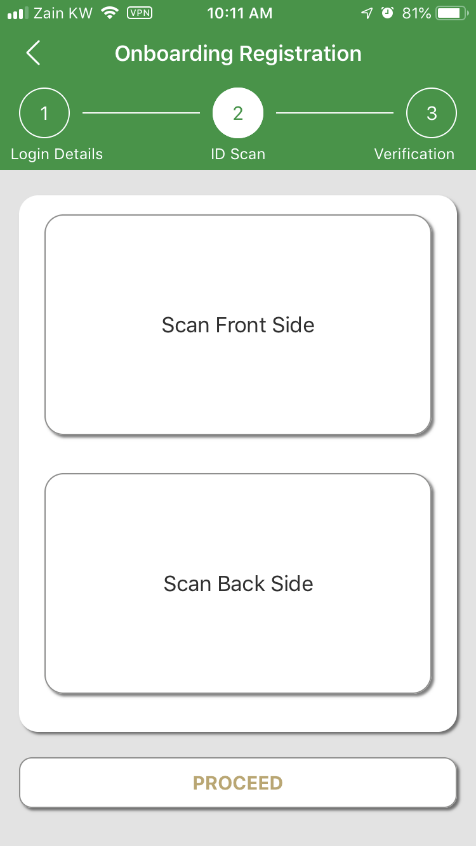 Zain KW VPN 10:11 AM 81%
Onboarding Registration
1 2 3
Login Details ID Scan Verification
Scan Front Side
Scan Back Side
PROCEED